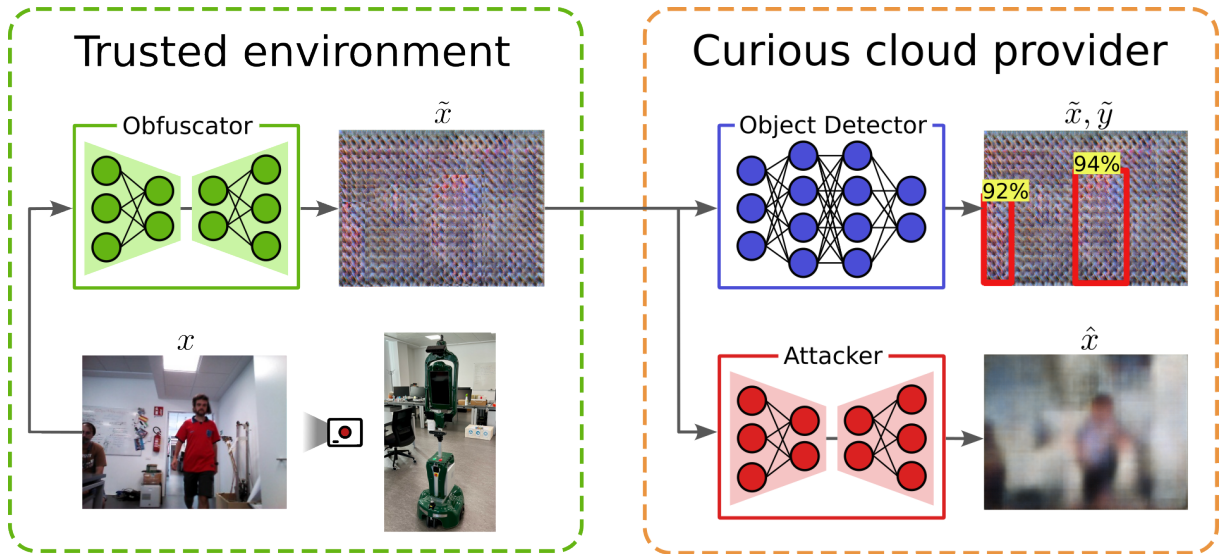 Trusted environment
Curious cloud provider
Obfuscator
x̃
Object Detector
x̃, ỹ
92%
94%
x
Attacker
x̂